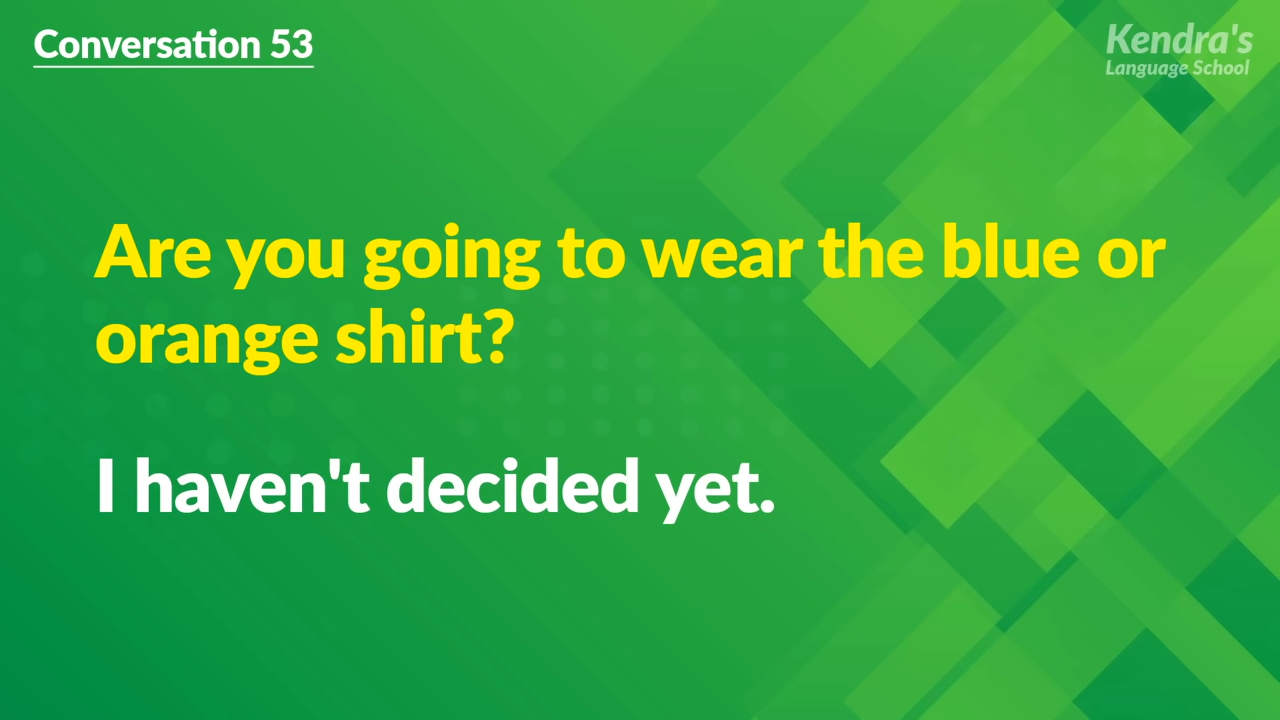 Conversation 53
Kendra's
Language School
Are you going to wear the blue or
orange shirt?
I haven't decided yet.